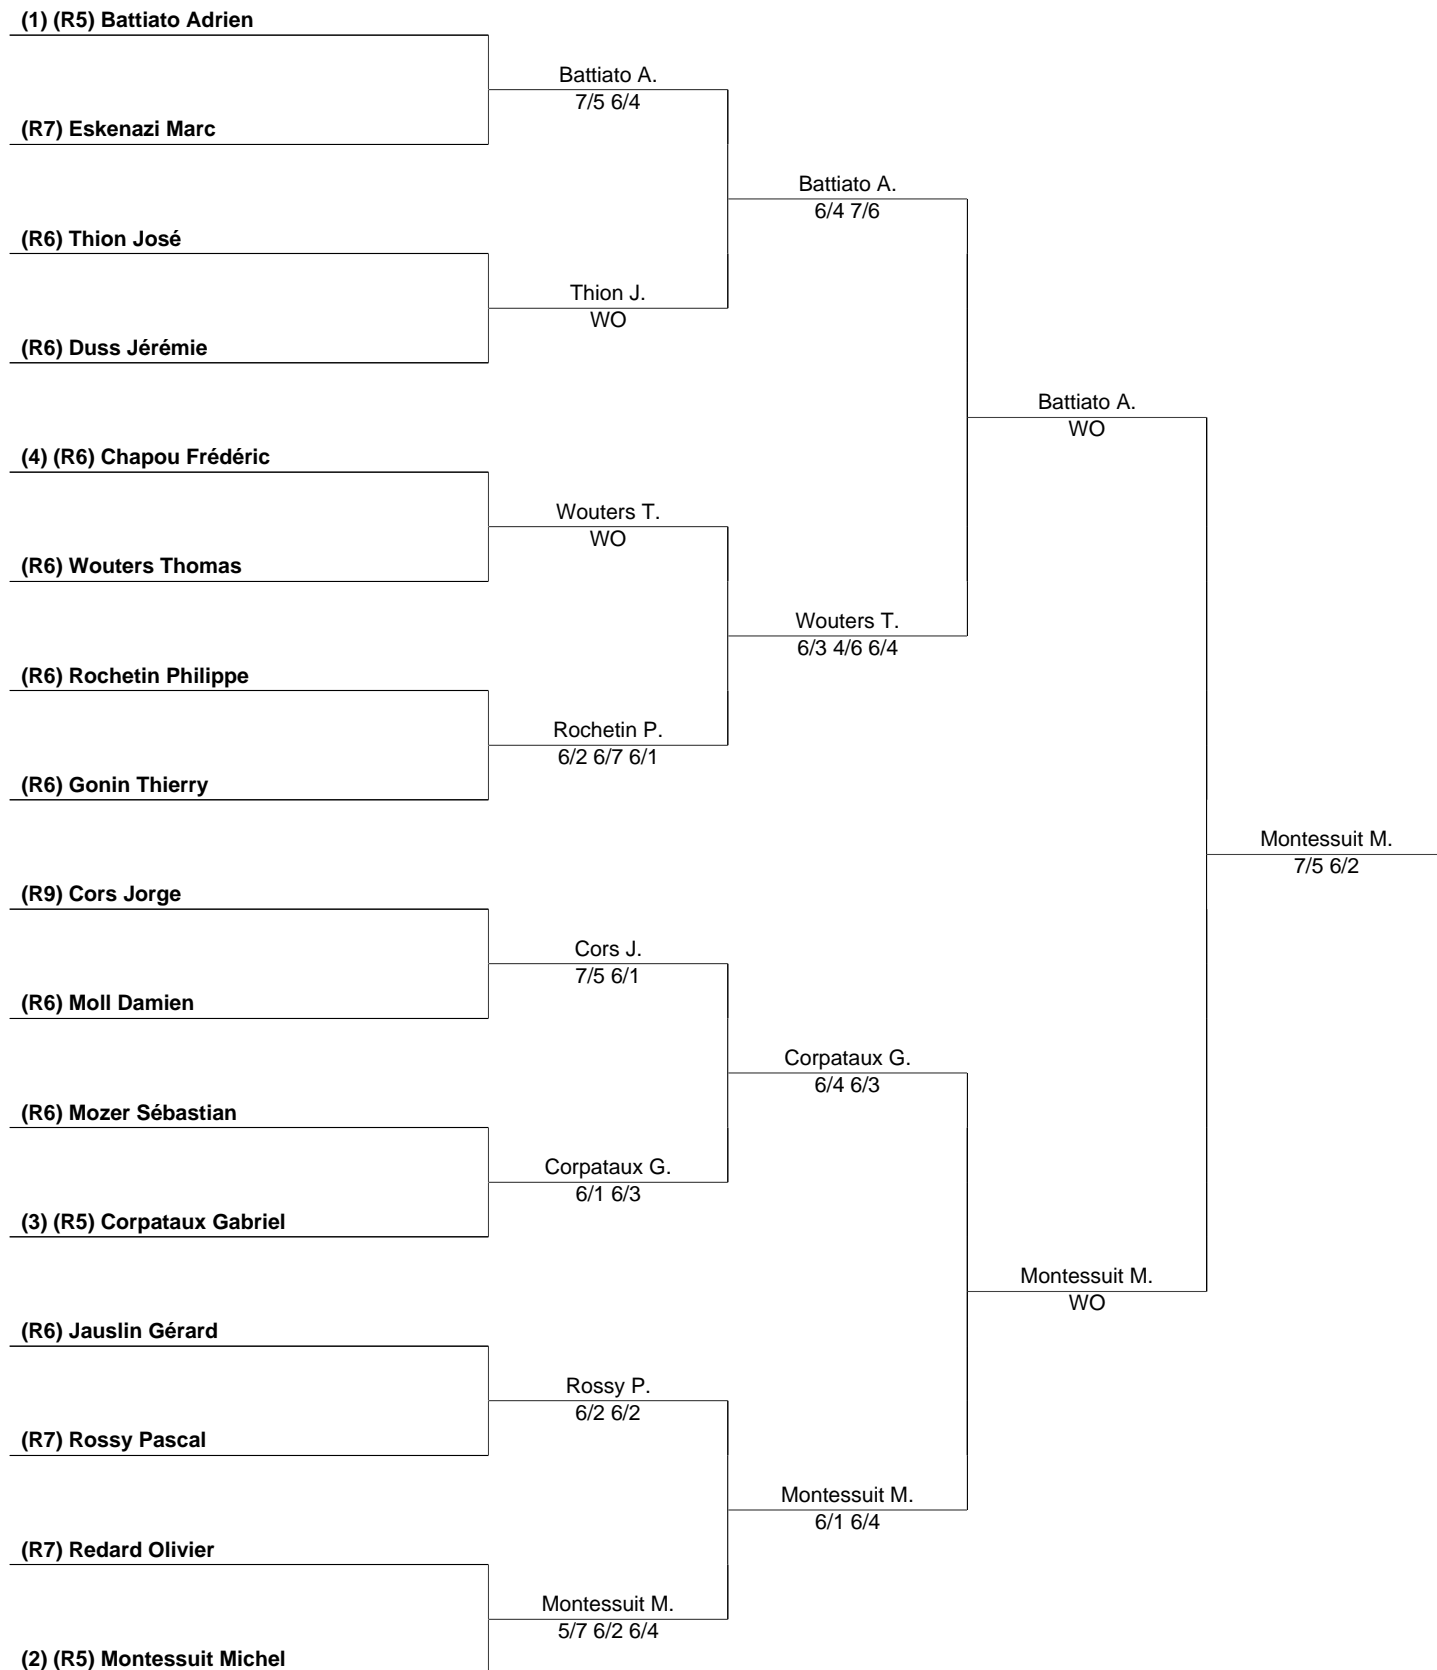 (1) (R5) Battiato Adrien
Battiato A.
7/5 6/4
(R7) Eskenazi Marc
Battiato A.
6/4 7/6
(R6) Thion José
Thion J.
WO
(R6) Duss Jérémie
Battiato A.
WO
(4) (R6) Chapou Frédéric
Wouters T.
WO
(R6) Wouters Thomas
Wouters T.
6/3 4/6 6/4
(R6) Rochetin Philippe
Rochetin P.
6/2 6/7 6/1
(R6) Gonin Thierry
Montessuit M.
7/5 6/2
(R9) Cors Jorge
Cors J.
7/5 6/1
(R6) Moll Damien
Corpataux G.
6/4 6/3
(R6) Mozer Sébastian
Corpataux G.
6/1 6/3
(3) (R5) Corpataux Gabriel
Montessuit M.
WO
(R6) Jauslin Gérard
Rossy P.
6/2 6/2
(R7) Rossy Pascal
Montessuit M.
6/1 6/4
(R7) Redard Olivier
Montessuit M.
5/7 6/2 6/4
(2) (R5) Montessuit Michel